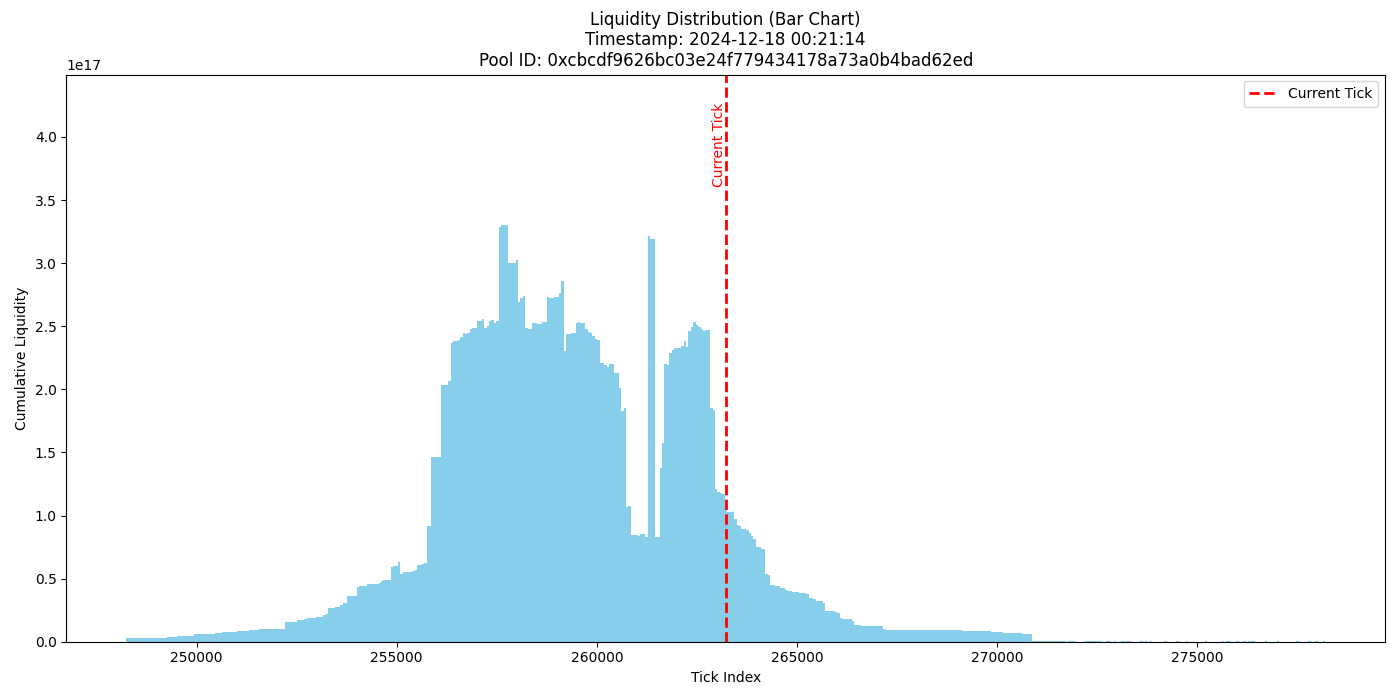 Liquidity Distribution (Bar Chart)
Timestamp: 2024-12-18 00:21:14
Pool ID: 0xcbcdf9626bc03e24f779434178a73a0b4bad62ed
1e17
Current Tick
Current Tick
4.0
3.5
3.0
2.5
2.0
1.5
1.0
0.5
0.0
Cumulative Liquidity
250000
255000
260000
265000
270000
275000
Tick Index